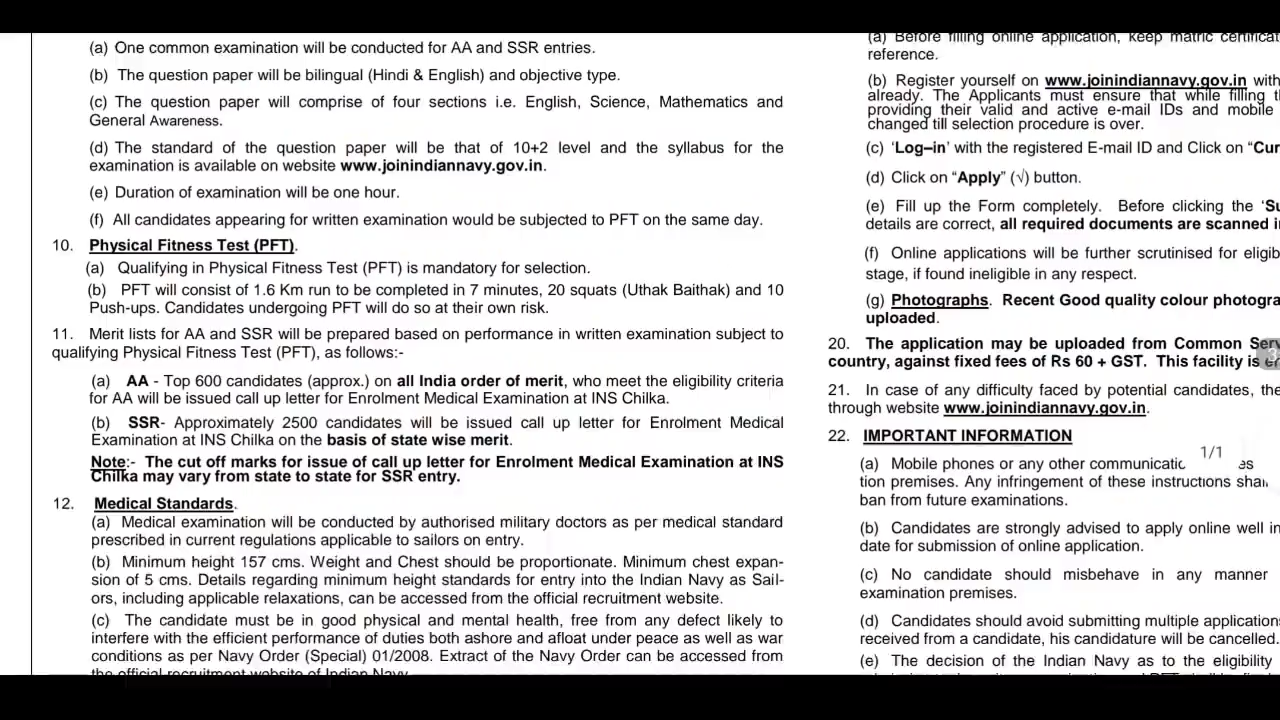 (a) One common examination will be conducted for AA and SSR entries.
(b) The question paper will be bilingual (Hindi & English) and objective type.
(c) The question paper will comprise of four sections i.e. English, Science, Mathematics and
General Awareness.
(d) The standard of the question paper will be that of 10+2 level and the syllabus for the
examination is available on website www.joinindiannavy.gov.in.
(e) Duration of examination will be one hour.
(f) All candidates appearing for written examination would be subjected to PFT on the same day.
10. Physical Fitness Test (PFT).
(a) Qualifying in Physical Fitness Test (PFT) is mandatory for selection.
(b) PFT will consist of 1.6 Km run to be completed in 7 minutes, 20 squats (Uthak Baithak) and 10
Push-ups. Candidates undergoing PFT will do so at their own risk.
11. Merit lists for AA and SSR will be prepared based on performance in written examination subject to
qualifying Physical Fitness Test (PFT), as follows:-
(a) AA - Top 600 candidates (approx.) on all India order of merit, who meet the eligibility criteria
for AA will be issued call up letter for Enrolment Medical Examination at INS Chilka.
(b) SSR- Approximately 2500 candidates will be issued call up letter for Enrolment Medical
Examination at INS Chilka on the basis of state wise merit.
Note:- The cut off marks for issue of call up letter for Enrolment Medical Examination at INS
Chilka may vary from state to state for SSR entry.
12. Medical Standards.
(a) Medical examination will be conducted by authorised military doctors as per medical standard
prescribed in current regulations applicable to sailors on entry.
(b) Minimum height 157 cms. Weight and Chest should be proportionate. Minimum chest expan-
sion of 5 cms. Details regarding minimum height standards for entry into the Indian Navy as Sail-
ors, including applicable relaxations, can be accessed from the official recruitment website.
(c) The candidate must be in good physical and mental health, free from any defect likely to
interfere with the efficient performance of duties both ashore and afloat under peace as well as war
conditions as per Navy Order (Special) 01/2008. Extract of the Navy Order can be accessed from
the official recruitment website of Indian Navy
(a) Before filling online application, keep matric certificat
reference.
(b) Register yourself on www.joinindiannavy.gov.in with
already. The Applicants must ensure that while filling t
providing their valid and active e-mail IDs and mobile
changed till selection procedure is over.
(c) ‘Log–in’ with the registered E-mail ID and Click on “Cur
(d) Click on “Apply” (√) button.
(e) Fill up the Form completely. Before clicking the ‘Su
details are correct, all required documents are scanned i
(f) Online applications will be further scrutinised for eligib
stage, if found ineligible in any respect.
(g) Photographs. Recent Good quality colour photogra
uploaded.
20. The application may be uploaded from Common Serv
country, against fixed fees of Rs 60 + GST. This facility is
21. In case of any difficulty faced by potential candidates, the
through website www.joinindiannavy.gov.in.
22. IMPORTANT INFORMATION
1/1
(a) Mobile phones or any other communicatic es
tion premises. Any infringement of these instructions shal
ban from future examinations.
(b) Candidates are strongly advised to apply online well in
date for submission of online application.
(c) No candidate should misbehave in any manner
examination premises.
(d) Candidates should avoid submitting multiple application
received from a candidate, his candidature will be cancelled.
(e) The decision of the Indian Navy as to the eligibility